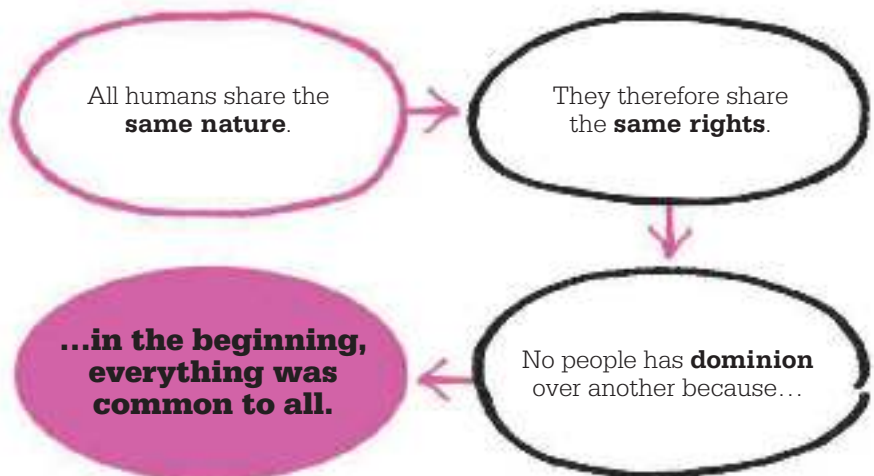 All humans share the
same nature.
They therefore share
the same rights.
No people has dominion
over another because…
…in the beginning,
everything was
common to all.